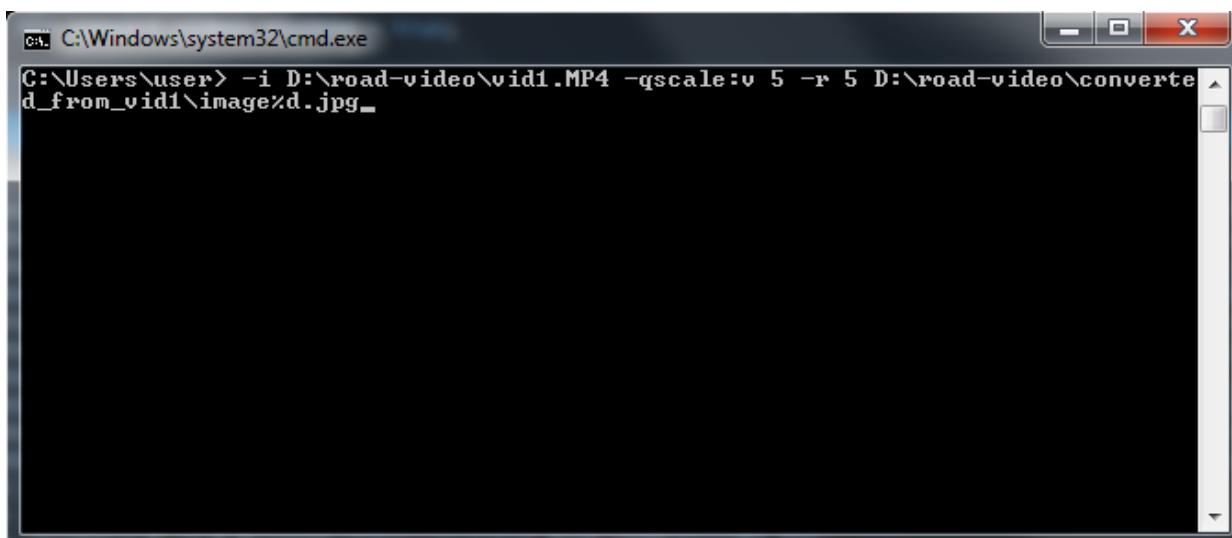 C:\Windows\system32\cmd.exe
C:\Users\user> -i D:\road-video\vid1.MP4 -qscale:v 5 -r 5 D:\road-video\converte
d_from_vid1\image%d.jpg_